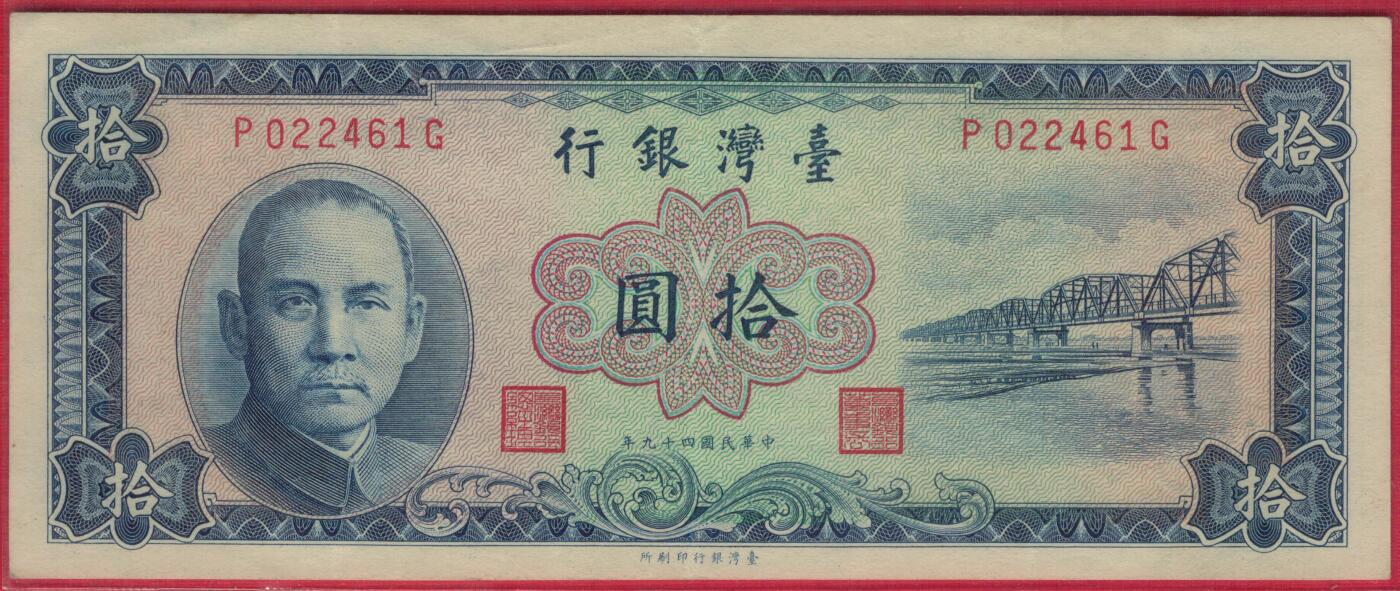 拾
拾
P022461G
臺灣銀行
P022461G
拾圓
中華民國四十九年
拾
拾
臺灣銀行印刷所